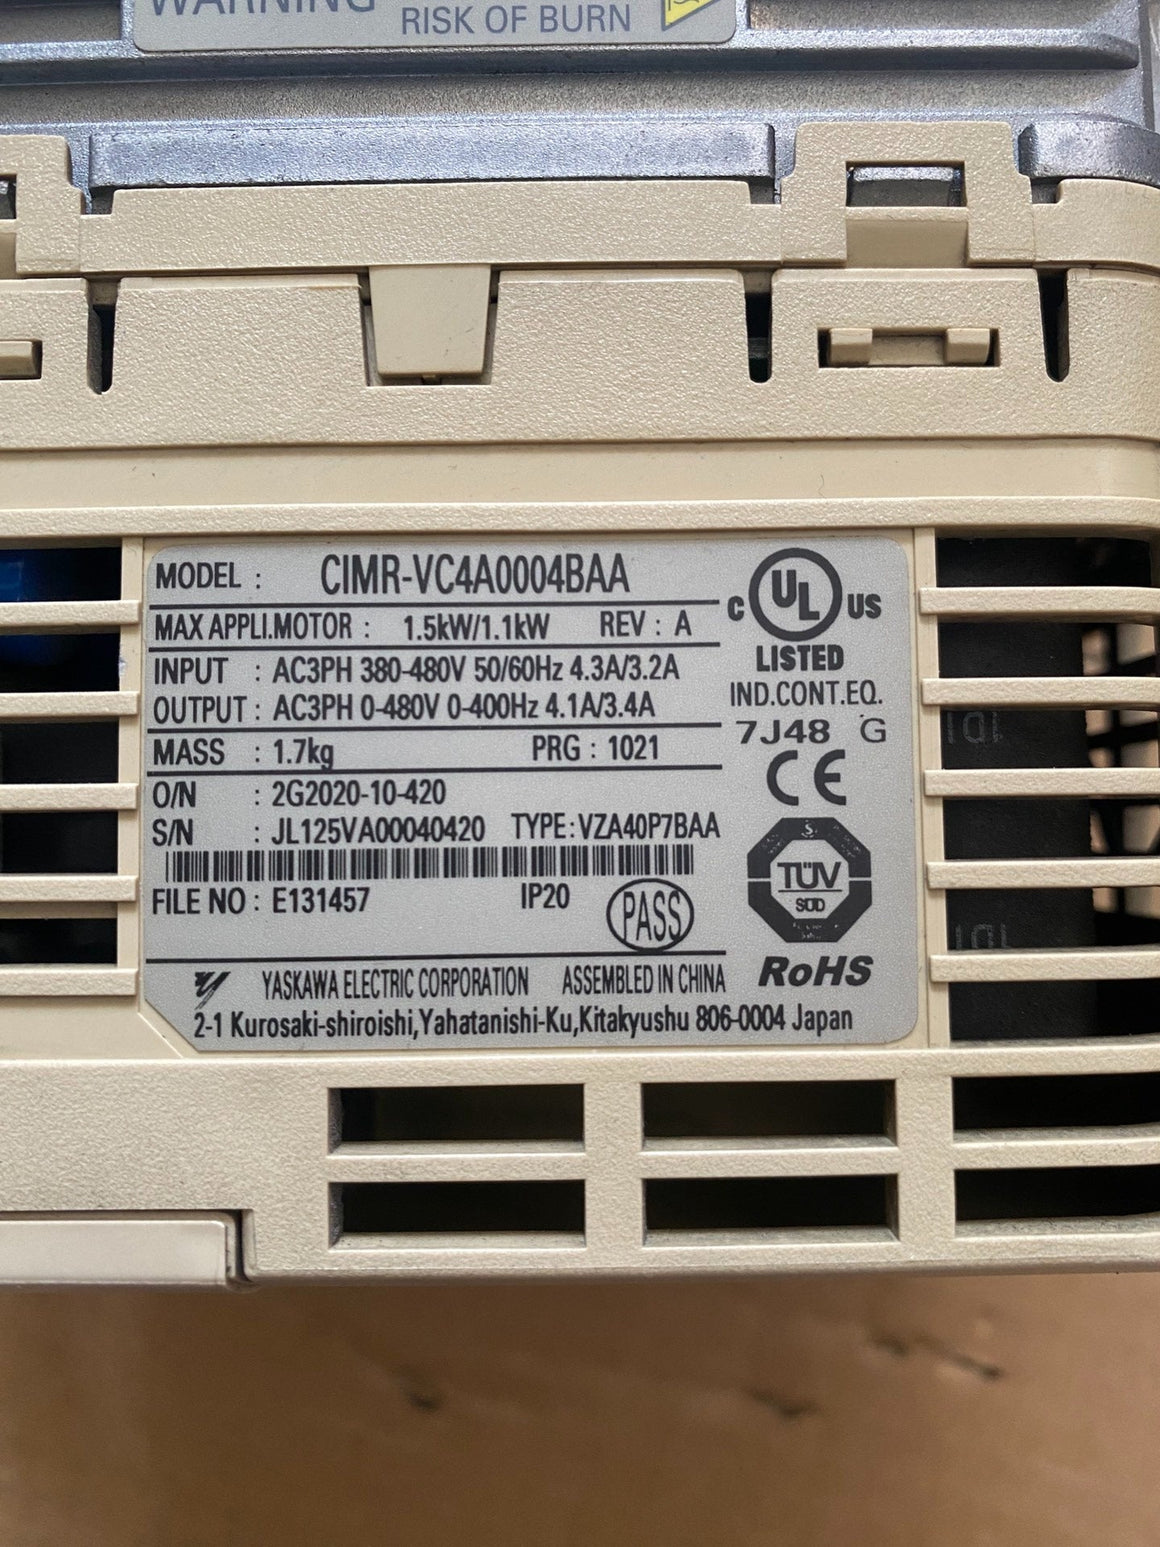 WARNING
RISK OF BURN
MODEL : CIMR-VC4A0004BAA
MAX APPLI.MOTOR : 1.5kW/1.1kW REV : A
INPUT : AC3PH 380-480V 50/60Hz 4.3A/3.2A
OUTPUT : AC3PH 0-480V 0-400Hz 4.1A/3.4A
MASS : 1.7kg PRG : 1021
O/N : 2G2020-10-420
S/N : JL125VA00040420 TYPE:VZA40P7BAA
FILE NO : E131457 IP20 PASS
YASKAWA ELECTRIC CORPORATION ASSEMBLED IN CHINA
2-1 Kurosaki-shiroishi,Yahatanishi-Ku,Kitakyushu 806-0004 Japan
C UL US
LISTED
IND.CONT.EQ.
7J48 G
CE
TÜV
SÜD
RoHS